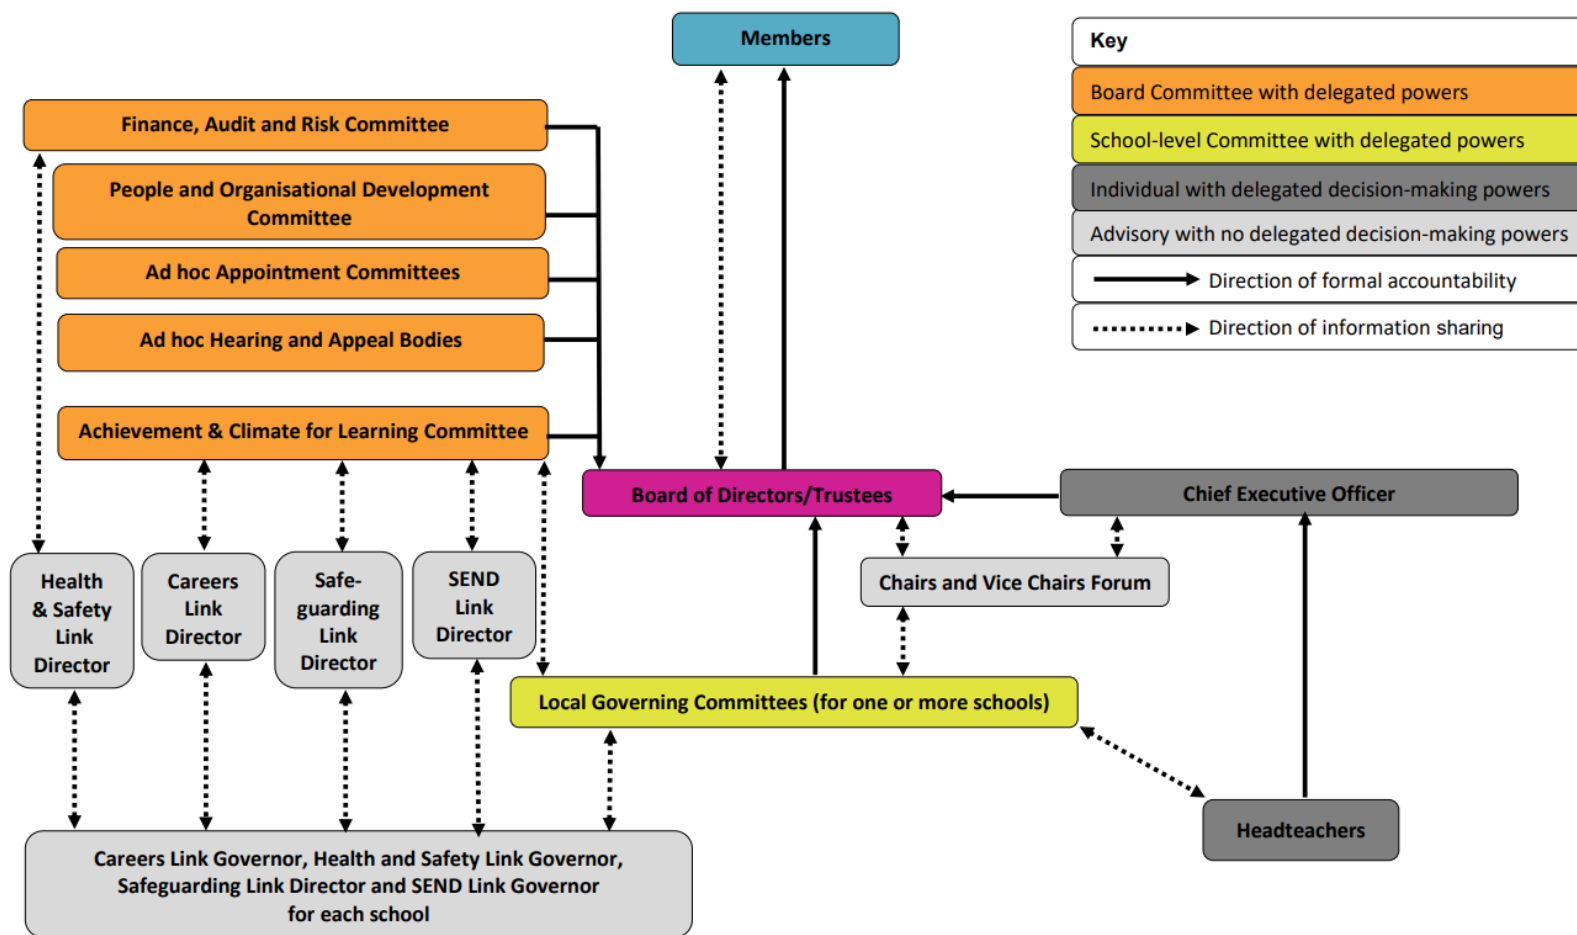 Members
Key
Board Committee with delegated powers
School-level Committee with delegated powers
Individual with delegated decision-making powers
Advisory with no delegated decision-making powers
Direction of formal accountability
Direction of information sharing
Finance, Audit and Risk Committee
People and Organisational Development
Committee
Ad hoc Appointment Committees
Ad hoc Hearing and Appeal Bodies
Achievement & Climate for Learning Committee
Board of Directors/Trustees
Chief Executive Officer
Health
& Safety
Link
Director
Careers
Link
Director
Safe-
guarding
Link
Director
SEND
Link
Director
Chairs and Vice Chairs Forum
Local Governing Committees (for one or more schools)
Headteachers
Careers Link Governor, Health and Safety Link Governor,
Safeguarding Link Director and SEND Link Governor
for each school